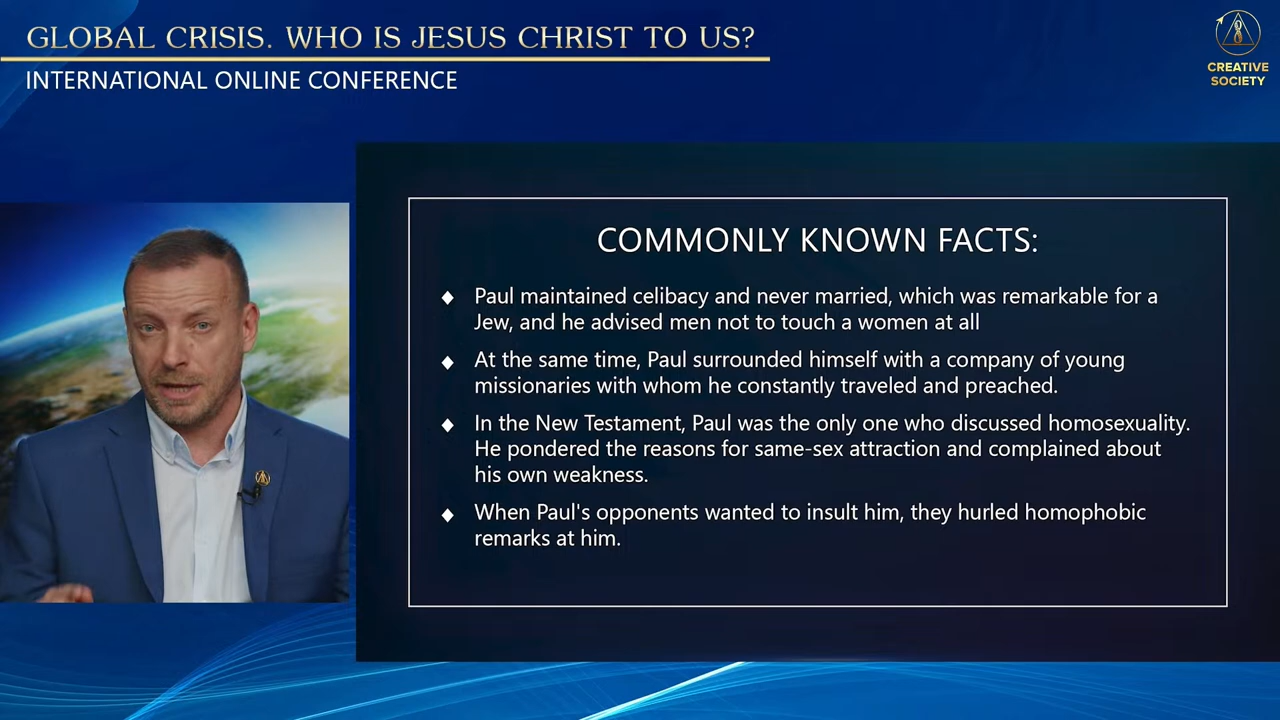 GLOBAL CRISIS. WHO IS JESUS CHRIST TO US?
INTERNATIONAL ONLINE CONFERENCE
CREATIVE
SOCIETY
COMMONLY KNOWN FACTS:
Paul maintained celibacy and never married, which was remarkable for a
Jew, and he advised men not to touch a women at all
At the same time, Paul surrounded himself with a company of young
missionaries with whom he constantly traveled and preached.
In the New Testament, Paul was the only one who discussed homosexuality.
He pondered the reasons for same-sex attraction and complained about
his own weakness.
When Paul's opponents wanted to insult him, they hurled homophobic
remarks at him.